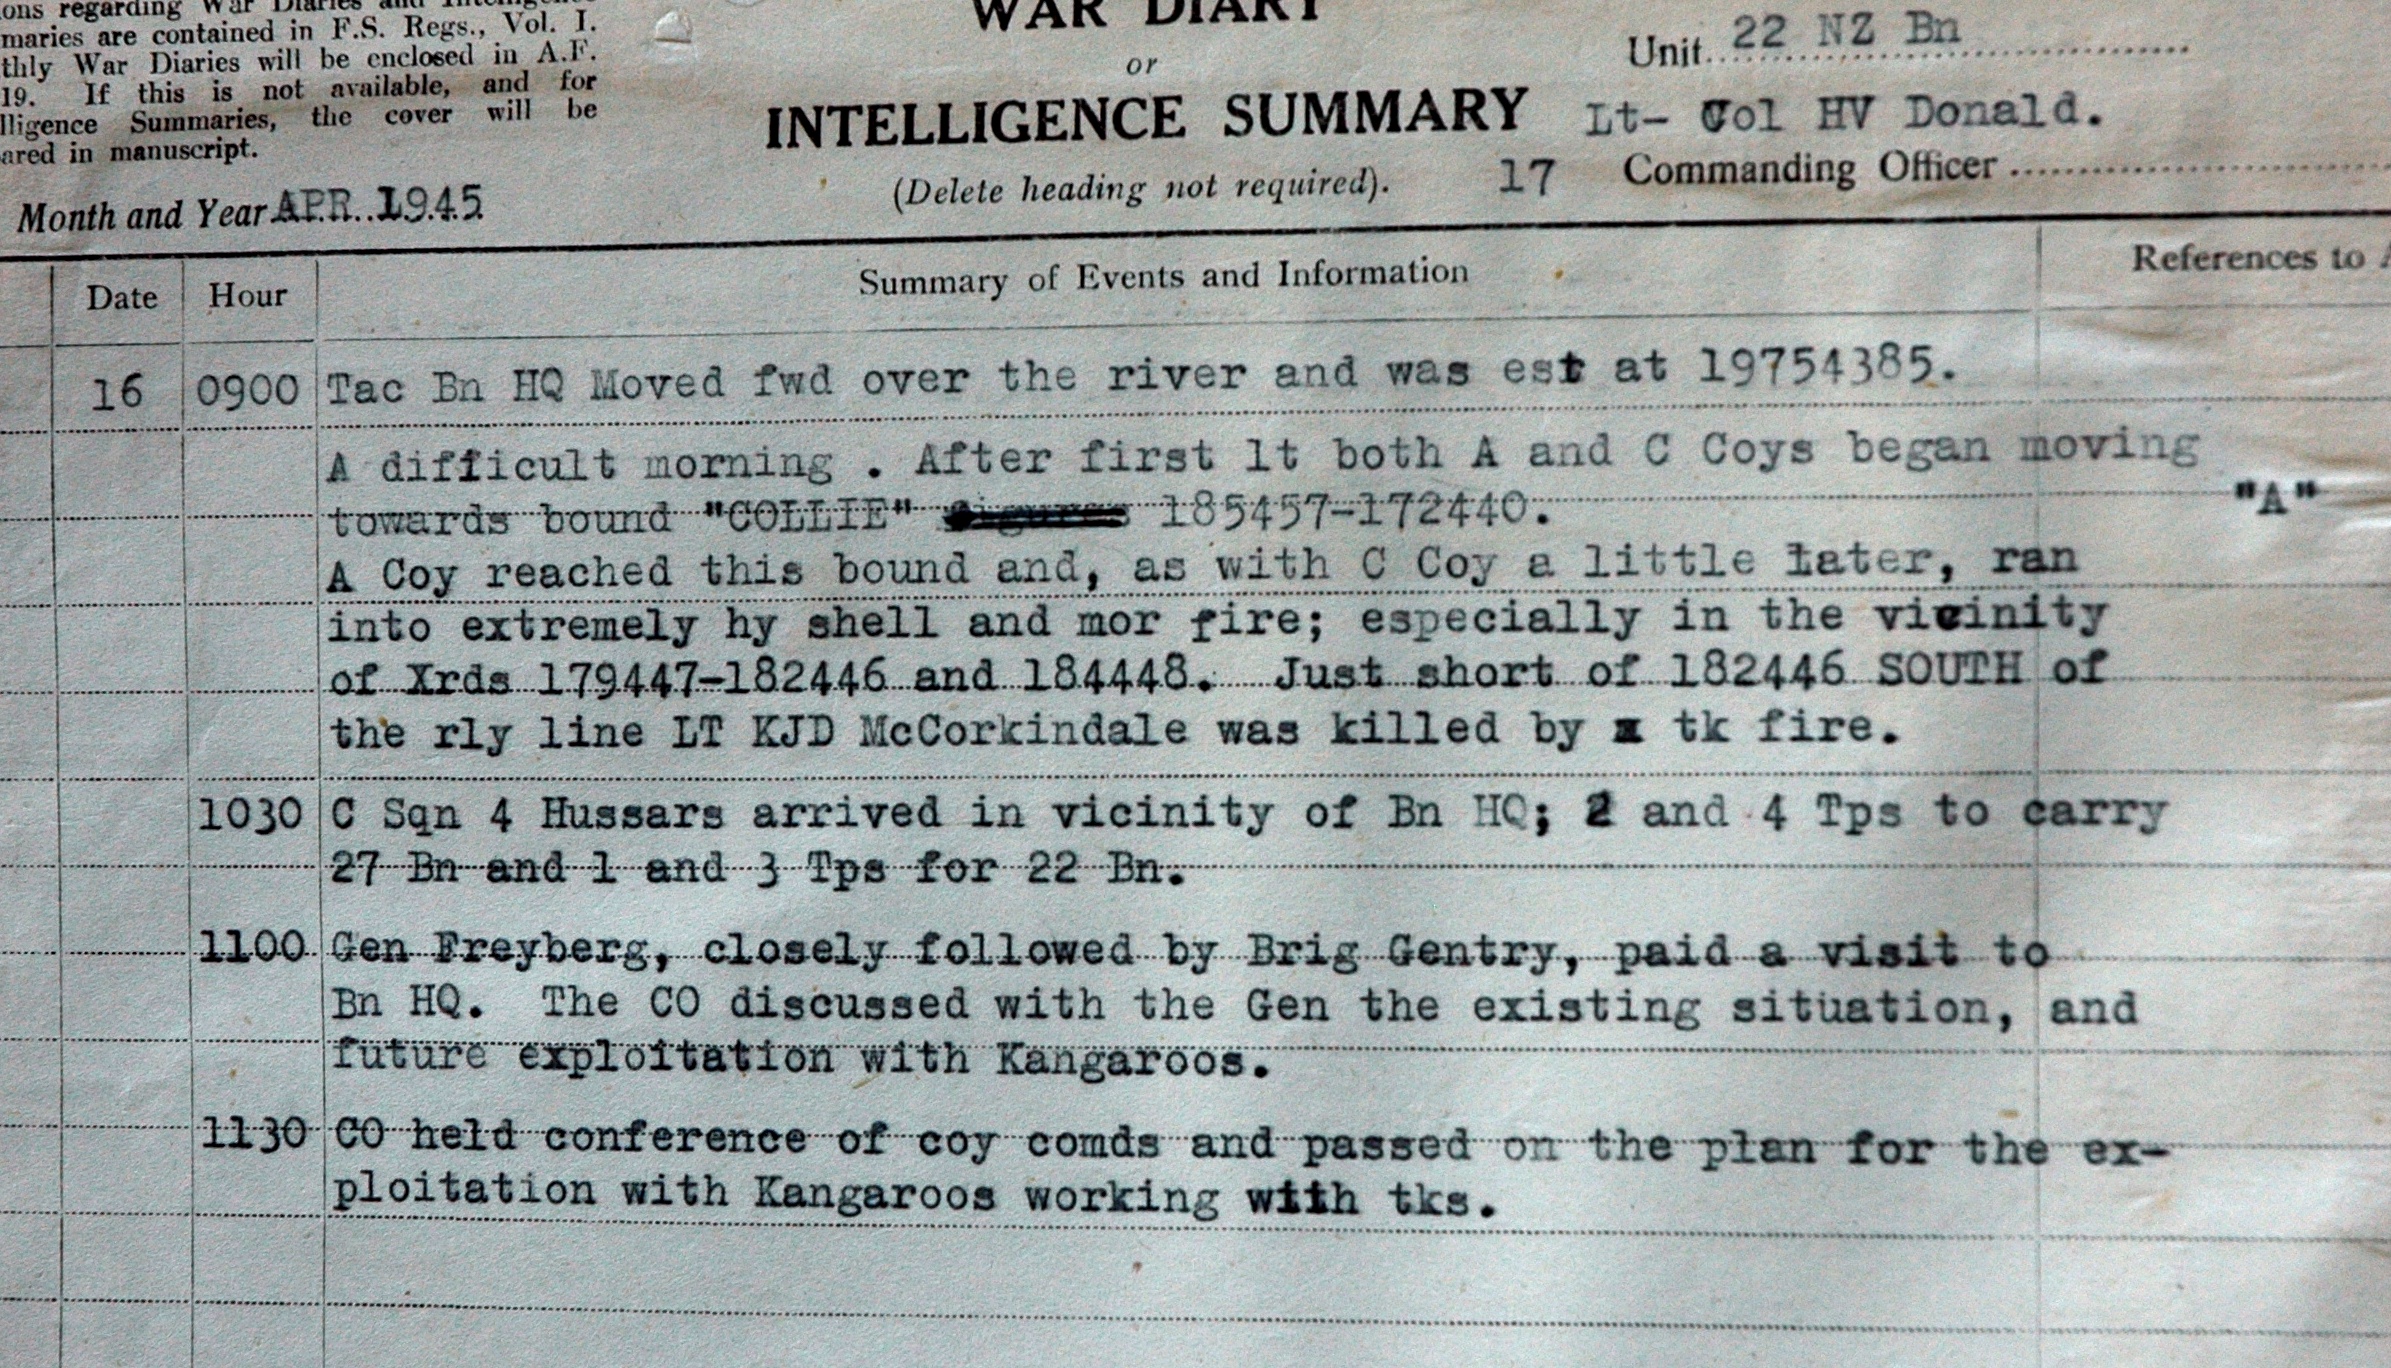 ons regarding War Diaries and
maries are contained in F.S. Regs., Vol. I.
thly War Diaries will be enclosed in A.F.
19. If this is not available, and for
lligence Summaries, the cover will be
ared in manuscript.
Month and Year APR. 1945
WAR DIARY
or
INTELLIGENCE SUMMARY
(Delete heading not required).
17
Unit 22 NZ Bn
Lt- Col HV Donald.
Commanding Officer
Date Hour Summary of Events and Information References to
16 0900 Tac Bn HQ Moved fwd over the river and was est at 19754385.
A difficult morning . After first lt both A and C Coys began moving
towards bound "COLLIE" 185457-172440. "A"
A Coy reached this bound and, as with C Coy a little later, ran
into extremely hy shell and mor fire; especially in the vicinity
of Xrds 179447-182446 and 184448. Just short of 182446 SOUTH of
the rly line LT KJD McCorkindale was killed by tk fire.
1030 C Sqn 4 Hussars arrived in vicinity of Bn HQ; 2 and 4 Tps to carry
27 Bn and 1 and 3 Tps for 22 Bn.
1100 Gen Freyberg, closely followed by Brig Gentry, paid a visit to
Bn HQ. The CO discussed with the Gen the existing situation, and
future exploitation with Kangaroos.
1130 CO held conference of coy comds and passed on the plan for the ex-
ploitation with Kangaroos working with tks.